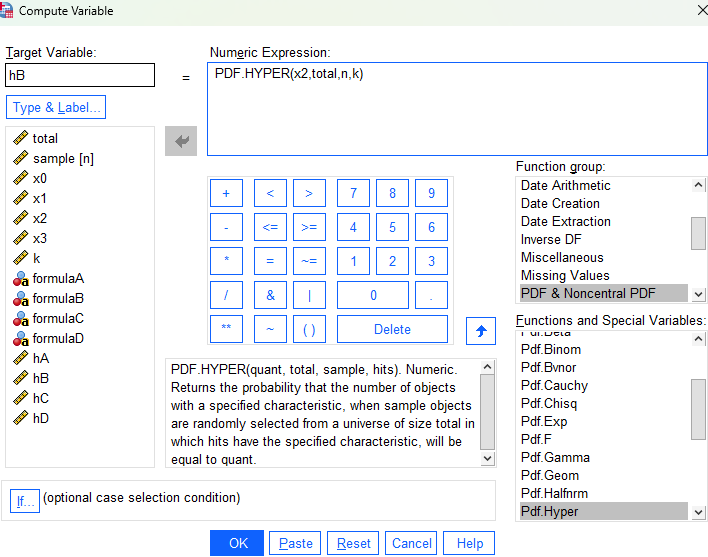 Compute Variable
Target Variable:
hB
=
Numeric Expression:
PDF.HYPER(x2,total,n,k)
Type & Label...
total
sample [n]
x0
x1
x2
x3
k
formulaA
formulaB
formulaC
formulaD
hA
hB
hC
hD
+ < > 7 8 9
- <= >= 4 5 6
* = ~= 1 2 3
/ & | 0 .
** ~ ( ) Delete
Function group:
Date Arithmetic
Date Creation
Date Extraction
Inverse DF
Miscellaneous
Missing Values
PDF & Noncentral PDF
Functions and Special Variables:
Pdf.Beta
Pdf.Binom
Pdf.Bvnor
Pdf.Cauchy
Pdf.Chisq
Pdf.Exp
Pdf.F
Pdf.Gamma
Pdf.Geom
Pdf.Halfnrm
Pdf.Hyper
PDF.HYPER(quant, total, sample, hits). Numeric.
Returns the probability that the number of objects
with a specified characteristic, when sample objects
are randomly selected from a universe of size total in
which hits have the specified characteristic, will be
equal to quant.
If... (optional case selection condition)
OK Paste Reset Cancel Help